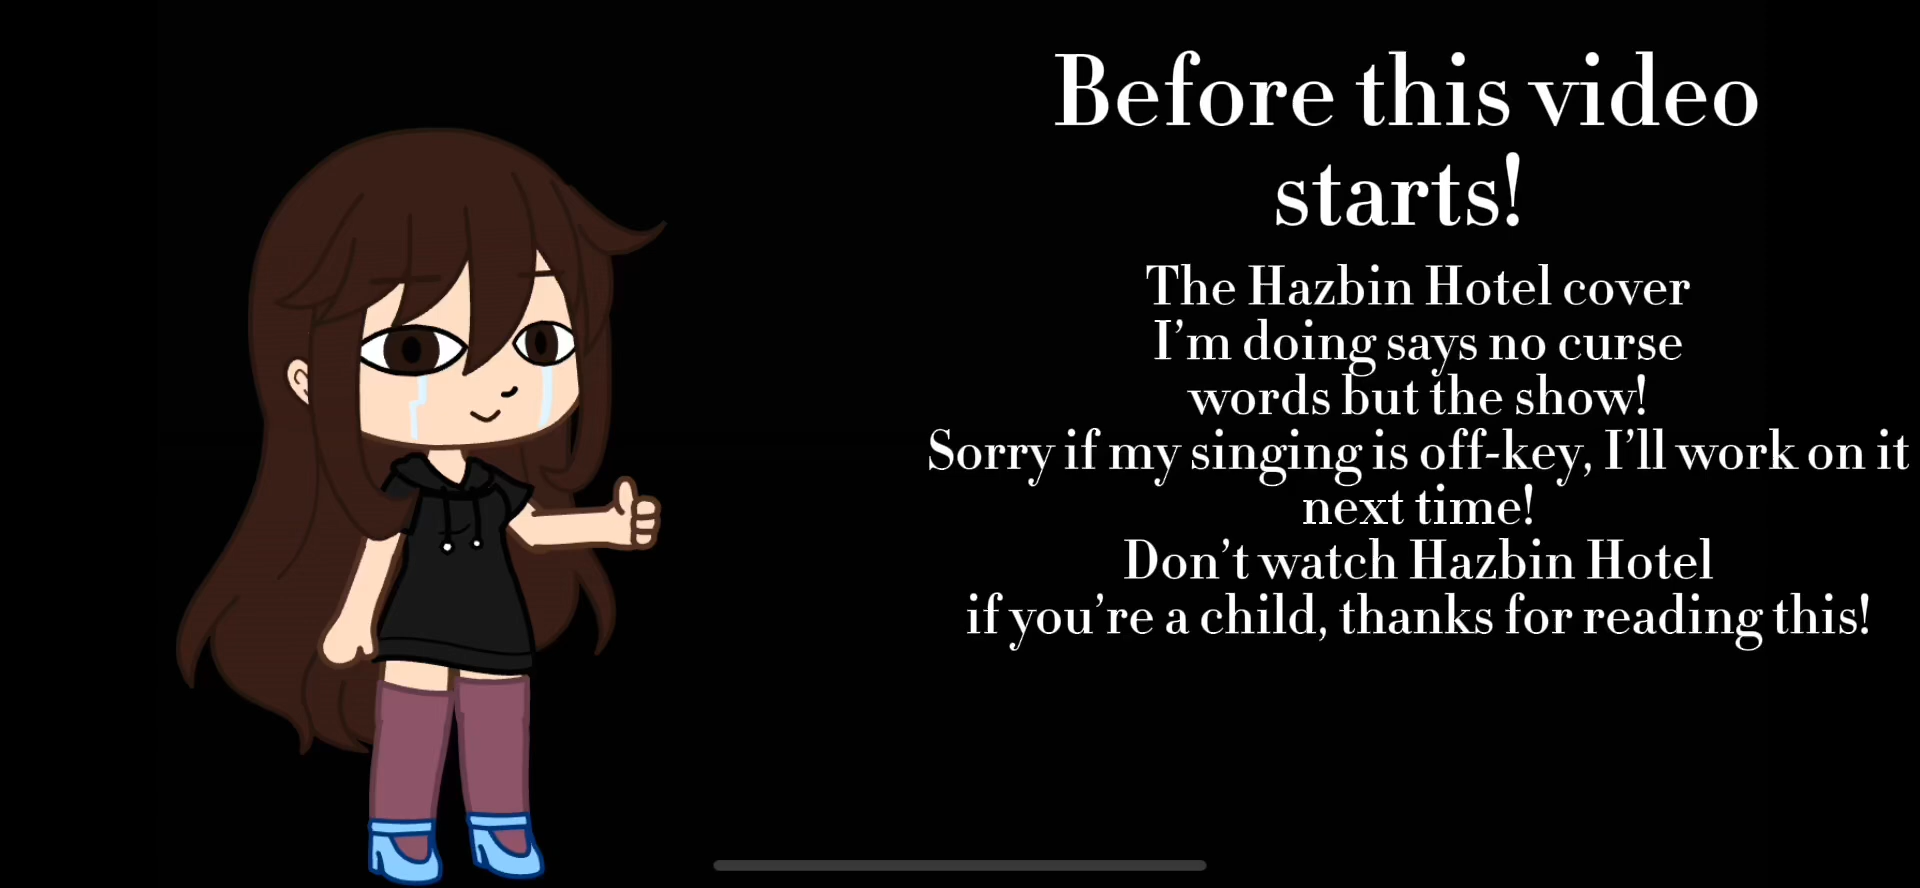 Before this video
starts!
The Hazbin Hotel cover
I’m doing says no curse
words but the show!
Sorry if my singing is off-key, I’ll work on it
next time!
Don’t watch Hazbin Hotel
if you’re a child, thanks for reading this!